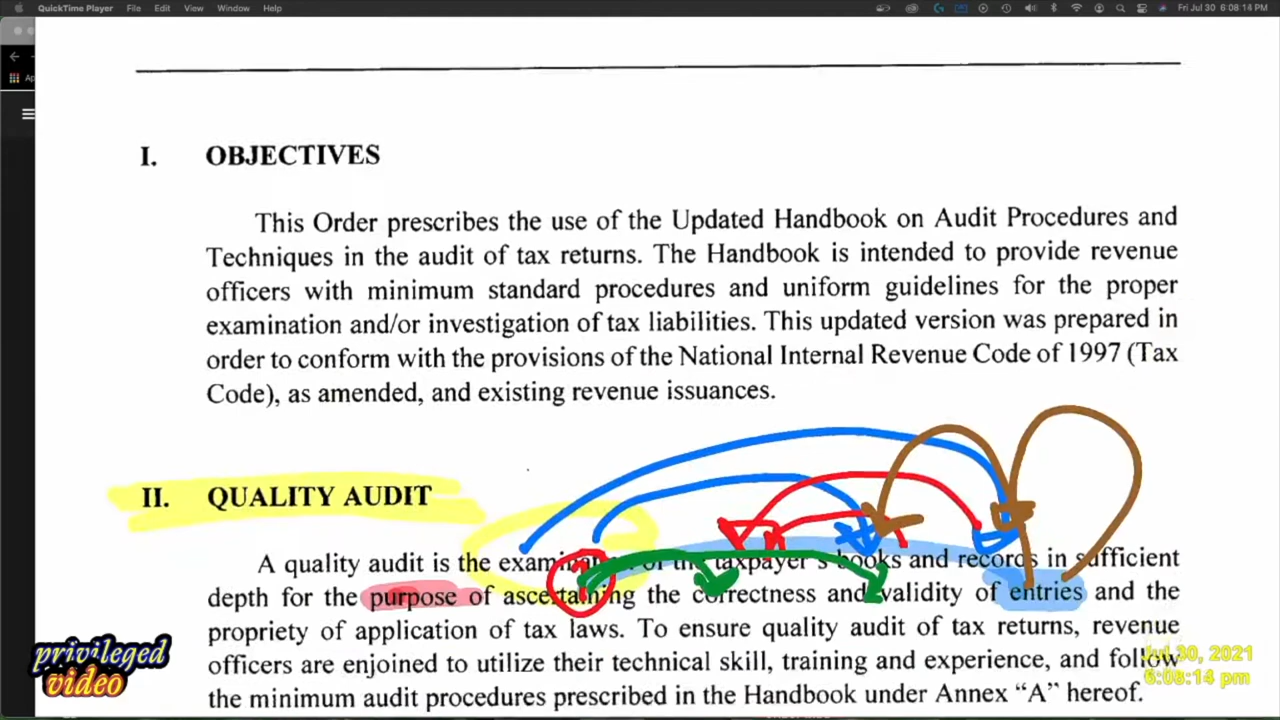 QuickTime Player File Edit View Window Help Fri Jul 30 6:08:14 PM
I. OBJECTIVES
This Order prescribes the use of the Updated Handbook on Audit Procedures and
Techniques in the audit of tax returns. The Handbook is intended to provide revenue
officers with minimum standard procedures and uniform guidelines for the proper
examination and/or investigation of tax liabilities. This updated version was prepared in
order to conform with the provisions of the National Internal Revenue Code of 1997 (Tax
Code), as amended, and existing revenue issuances.
II. QUALITY AUDIT
A quality audit is the examination of the taxpayer's books and records in sufficient
depth for the purpose of ascertaining the correctness and validity of entries and the
propriety of application of tax laws. To ensure quality audit of tax returns, revenue
officers are enjoined to utilize their technical skill, training and experience, and follow
the minimum audit procedures prescribed in the Handbook under Annex “A” hereof.
privileged
video
Jul 30, 2021
6:08:14 pm